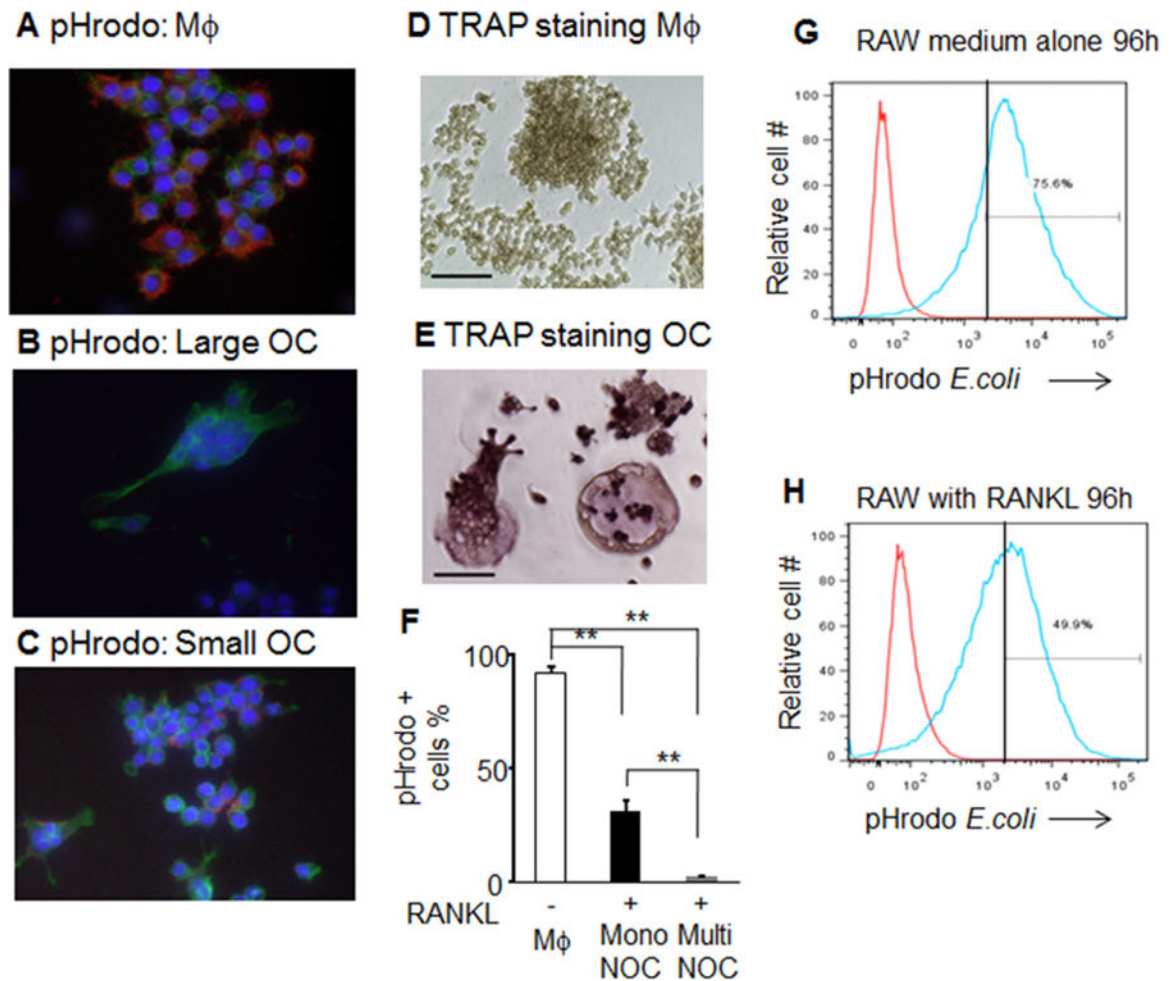 A pHrodo: Mϕ
B pHrodo: Large OC
C pHrodo: Small OC
D TRAP staining Mϕ
E TRAP staining OC
F
**
**
**
100
50
0
pHrodo +
cells %
RANKL - + +
Mϕ Mono Multi
NOC NOC
G RAW medium alone 96h
100
80
60
40
20
0
Relative cell #
75.6%
0 10² 10³ 10⁴ 10⁵
pHrodo E.coli
H RAW with RANKL 96h
100
80
60
40
20
0
Relative cell #
49.9%
0 10² 10³ 10⁴ 10⁵
pHrodo E.coli